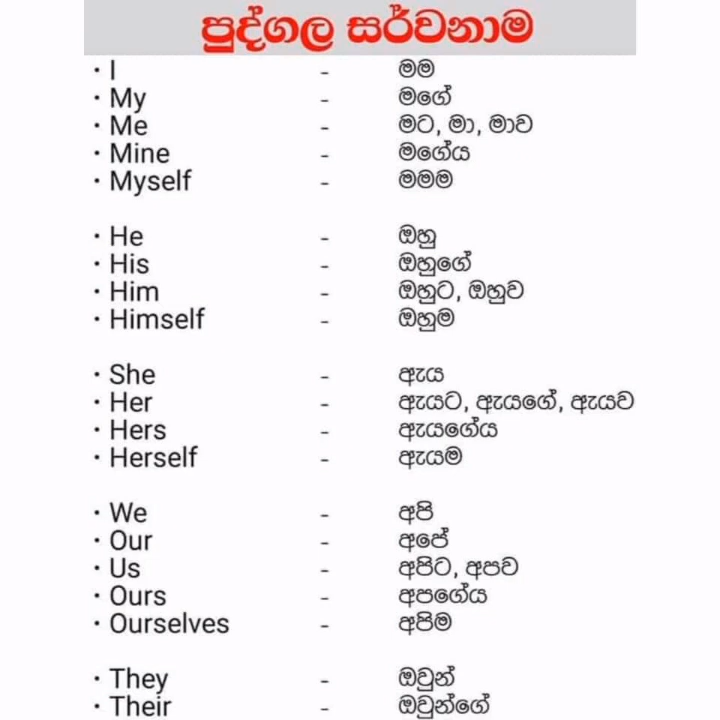 පුද්ගල සර්වනාම
· I - මම
· My - මගේ
· Me - මට, මා, මාව
· Mine - මගේය
· Myself - මමම
· He - ඔහු
· His - ඔහුගේ
· Him - ඔහුට, ඔහුව
· Himself - ඔහුම
· She - ඇය
· Her - ඇයට, ඇයගේ, ඇයව
· Hers - ඇයගේය
· Herself - ඇයම
· We - අපි
· Our - අපේ
· Us - අපිට, අපව
· Ours - අපගේය
· Ourselves - අපිම
· They - ඔවුන්
· Their - ඔවුන්ගේ